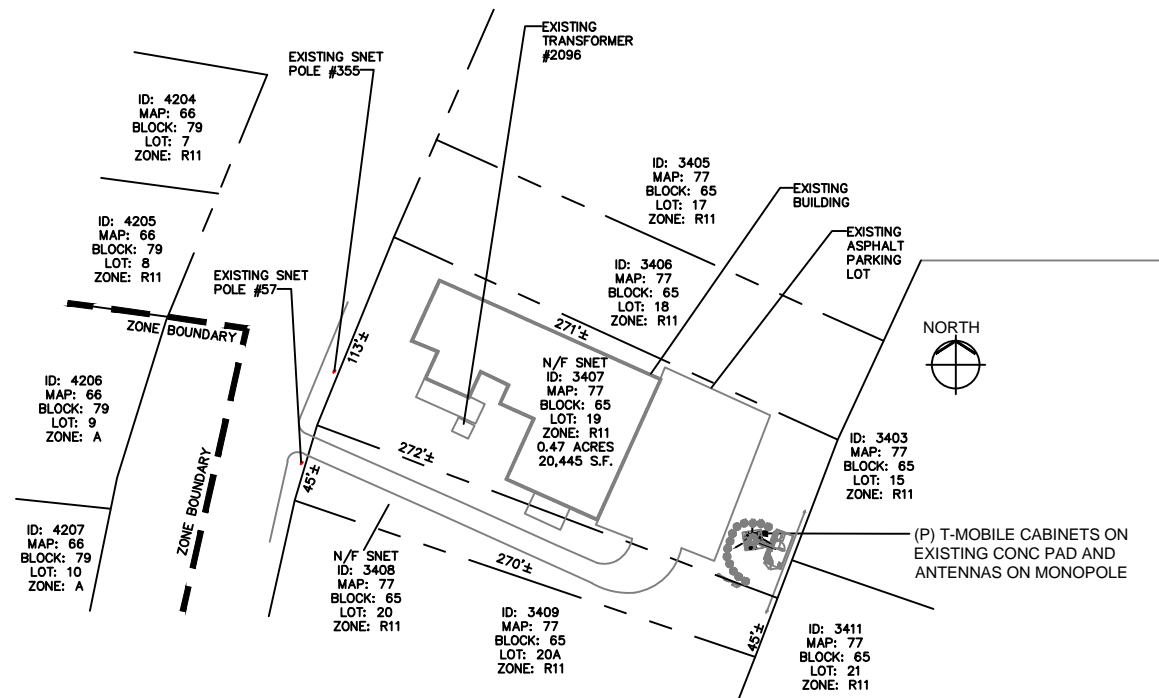 EXISTING
TRANSFORMER
#2096
EXISTING SNET
POLE #355
ID: 4204
MAP: 66
BLOCK: 79
LOT: 7
ZONE: R11
ID: 3405
MAP: 77
BLOCK: 65
LOT: 17
ZONE: R11
EXISTING
BUILDING
ID: 4205
MAP: 66
BLOCK: 79
LOT: 8
ZONE: R11
EXISTING
ASPHALT
PARKING
LOT
EXISTING SNET
POLE #57
ID: 3406
MAP: 77
BLOCK: 65
LOT: 18
ZONE: R11
ZONE BOUNDARY
113'±
271'±
NORTH
N/F SNET
ID: 3407
MAP: 77
BLOCK: 65
LOT: 19
ZONE: R11
0.47 ACRES
20,445 S.F.
ID: 4206
MAP: 66
BLOCK: 79
LOT: 9
ZONE: A
ZONE BOUNDARY
45'±
272'±
ID: 3403
MAP: 77
BLOCK: 65
LOT: 15
ZONE: R11
ID: 4207
MAP: 66
BLOCK: 79
LOT: 10
ZONE: A
(P) T-MOBILE CABINETS ON
EXISTING CONC PAD AND
ANTENNAS ON MONOPOLE
N/F SNET
ID: 3408
MAP: 77
BLOCK: 65
LOT: 20
ZONE: R11
270'±
ID: 3409
MAP: 77
BLOCK: 65
LOT: 20A
ZONE: R11
45'±
ID: 3411
MAP: 77
BLOCK: 65
LOT: 21
ZONE: R11